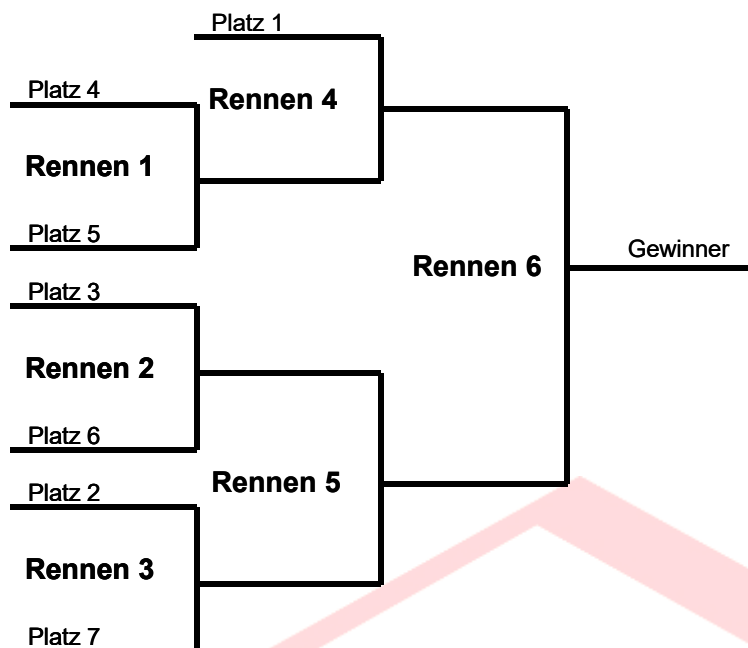 Platz 1
Platz 4
Rennen 4
Rennen 1
Platz 5
Gewinner
Rennen 6
Platz 3
Rennen 2
Platz 6
Rennen 5
Platz 2
Rennen 3
Platz 7